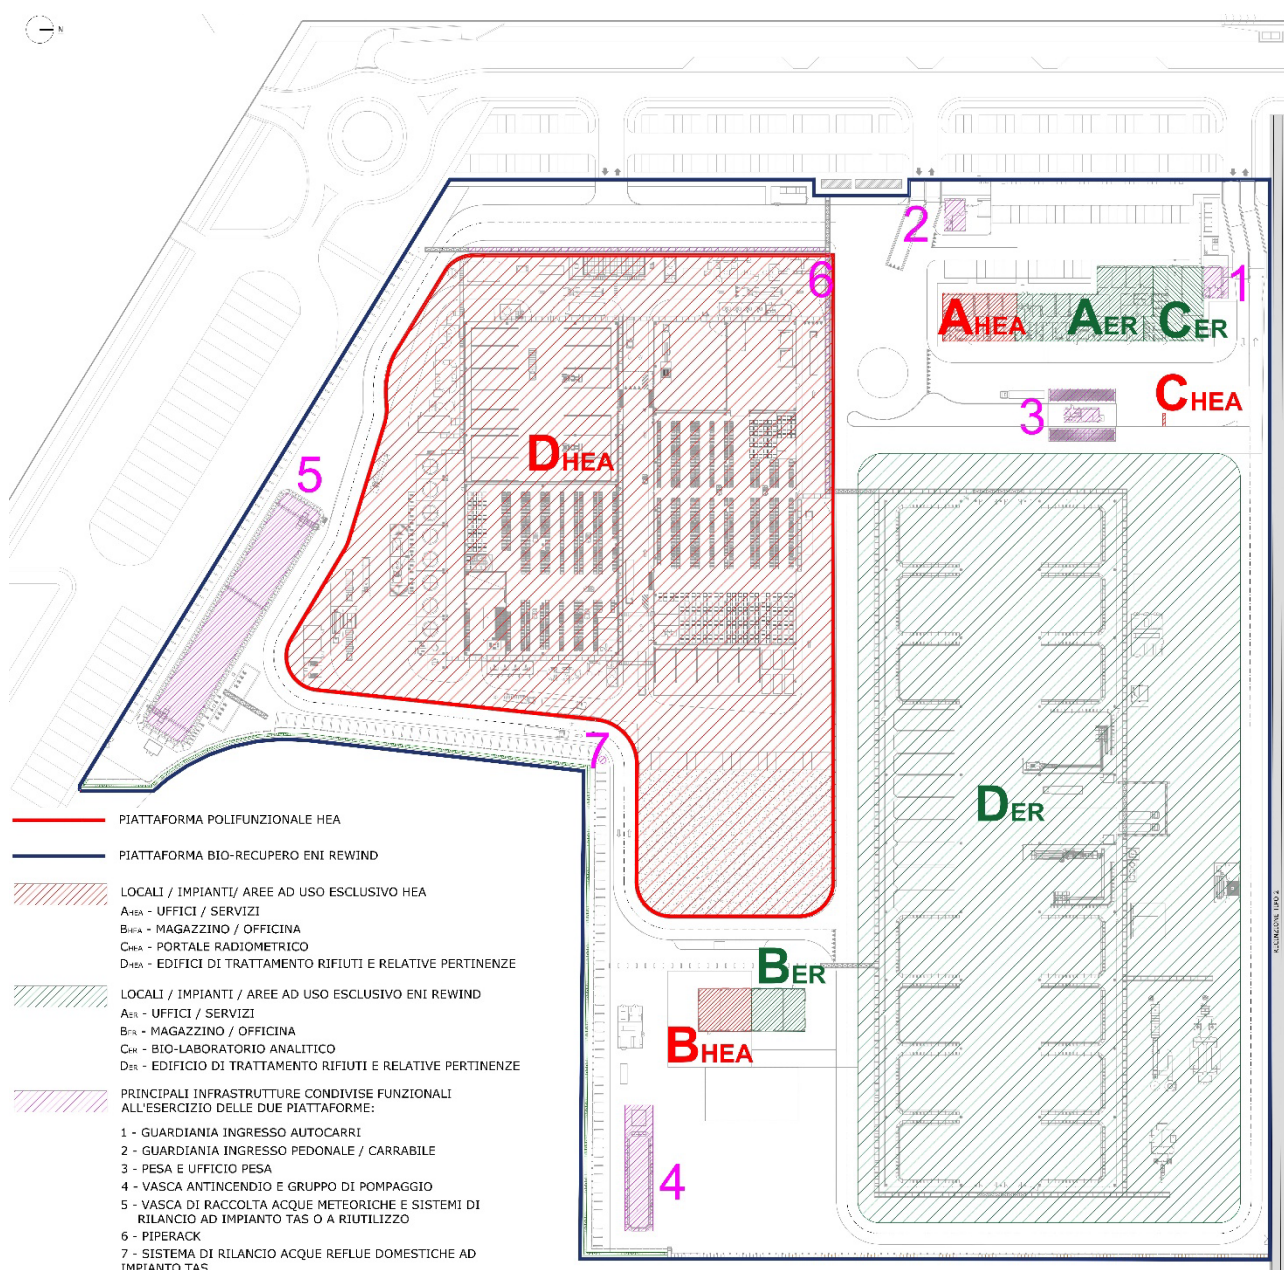 N
2
6
1
AHEA
AER
CER
CHEA
3
DHEA
5
7
DER
BER
BHEA
4
RECINZIONE TIPO 2
PIATTAFORMA POLIFUNZIONALE HEA
PIATTAFORMA BIO-RECUPERO ENI REWIND
LOCALI / IMPIANTI/ AREE AD USO ESCLUSIVO HEA
AHEA - UFFICI / SERVIZI
BHEA - MAGAZZINO / OFFICINA
CHEA - PORTALE RADIOMETRICO
DHEA - EDIFICI DI TRATTAMENTO RIFIUTI E RELATIVE PERTINENZE
LOCALI / IMPIANTI / AREE AD USO ESCLUSIVO ENI REWIND
AER - UFFICI / SERVIZI
BER - MAGAZZINO / OFFICINA
CER - BIO-LABORATORIO ANALITICO
DER - EDIFICIO DI TRATTAMENTO RIFIUTI E RELATIVE PERTINENZE
PRINCIPALI INFRASTRUTTURE CONDIVISE FUNZIONALI
ALL'ESERCIZIO DELLE DUE PIATTAFORME:
1 - GUARDIANIA INGRESSO AUTOCARRI
2 - GUARDIANIA INGRESSO PEDONALE / CARRABILE
3 - PESA E UFFICIO PESA
4 - VASCA ANTINCENDIO E GRUPPO DI POMPAGGIO
5 - VASCA DI RACCOLTA ACQUE METEORICHE E SISTEMI DI
RILANCIO AD IMPIANTO TAS O A RIUTILIZZO
6 - PIPERACK
7 - SISTEMA DI RILANCIO ACQUE REFLUE DOMESTICHE AD
IMPIANTO TAS